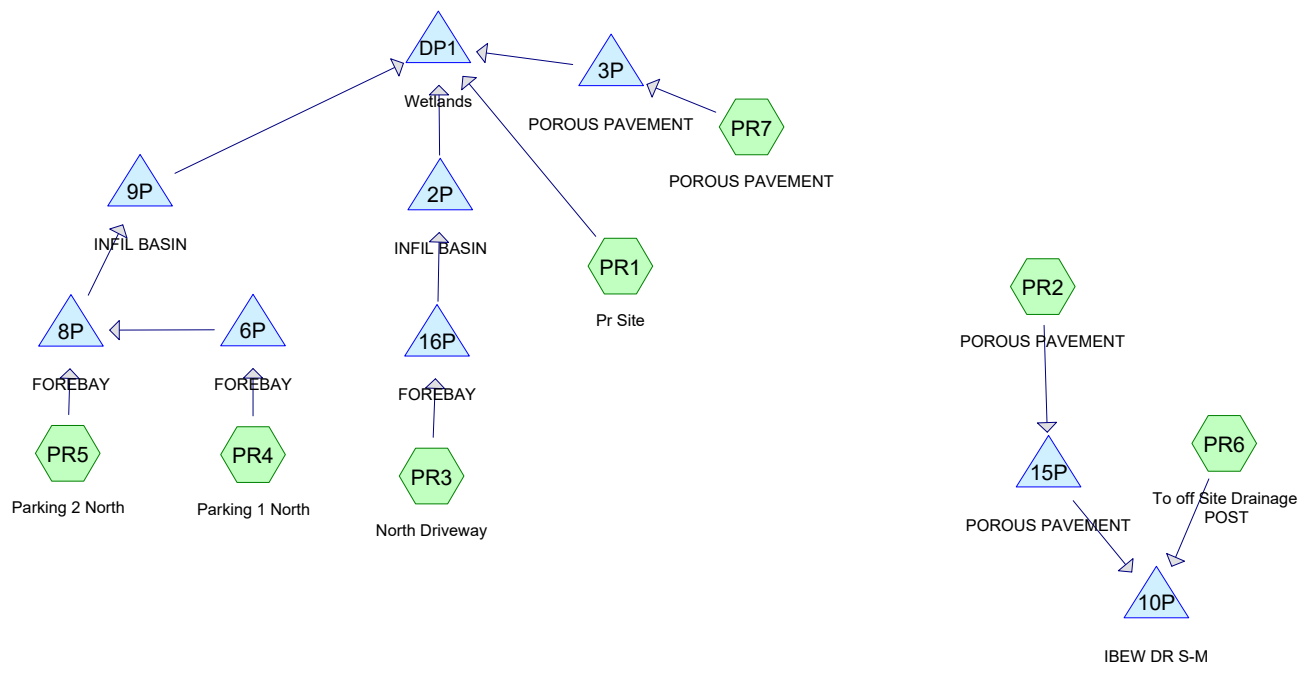 DP1
Wetlands
3P
POROUS PAVEMENT
PR7
POROUS PAVEMENT
9P
INFIL BASIN
2P
INFIL BASIN
PR1
Pr Site
PR2
POROUS PAVEMENT
8P
FOREBAY
6P
FOREBAY
16P
FOREBAY
PR5
Parking 2 North
PR4
Parking 1 North
PR3
North Driveway
15P
POROUS PAVEMENT
PR6
To off Site Drainage
POST
10P
IBEW DR S-M